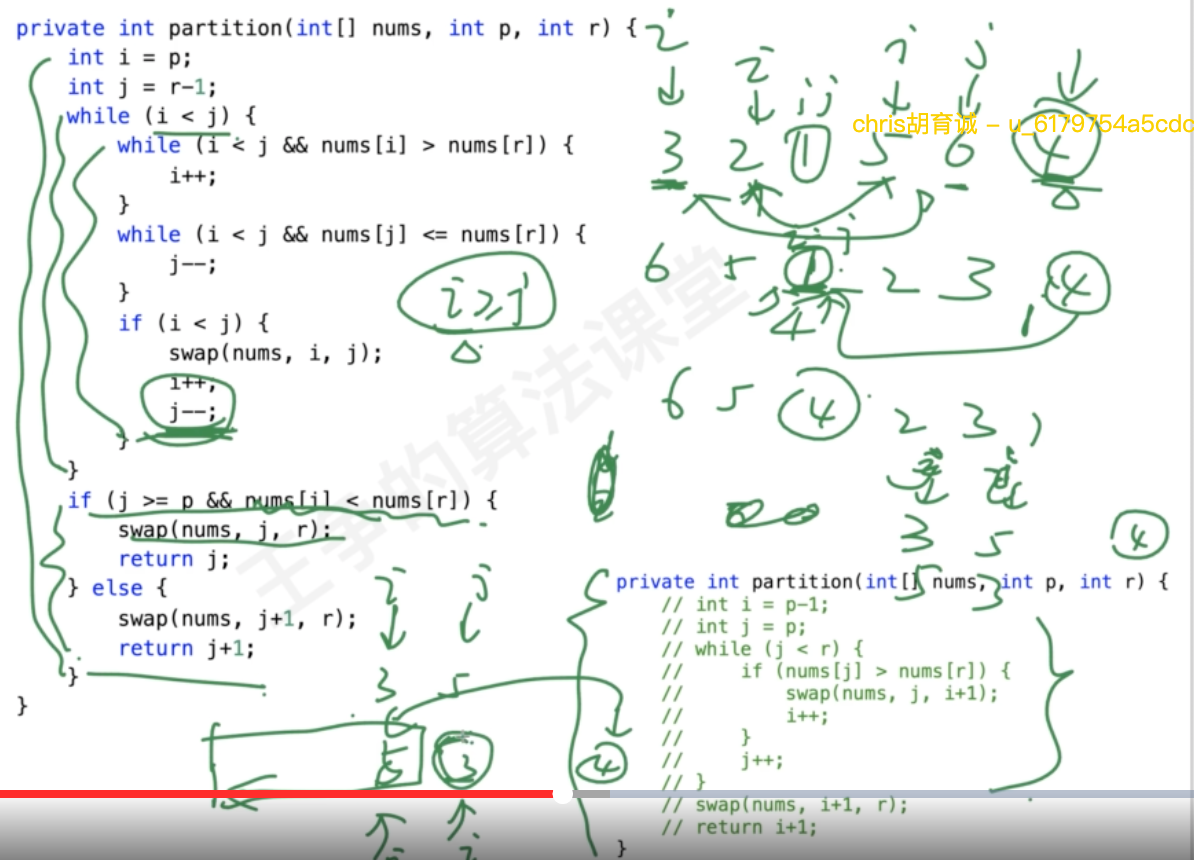 private int partition(int[] nums, int p, int r) {
int i = p;
int j = r-1;
while (i < j) {
while (i < j && nums[i] > nums[r]) {
i++;
}
while (i < j && nums[j] <= nums[r]) {
j--;
}
if (i < j) {
swap(nums, i, j);
i++;
j--;
}
}
if (j >= p && nums[j] < nums[r]) {
swap(nums, j, r);
return j;
} else {
swap(nums, j+1, r);
return j+1;
}
}
i ≥ j
i i i j i j
chris胡育诚 – u_6179754a5cdc
3 2 1 5 6 4
6 5 1 2 3 4
4 1
6 5 4 2 3 1
3 5 4
5 3
i j
3 5
5 3 4
王争的算法课堂
private int partition(int[] nums, int p, int r) {
// int i = p-1;
// int j = p;
// while (j < r) {
// if (nums[j] > nums[r]) {
// swap(nums, j, i+1);
// i++;
// }
// j++;
// }
// swap(nums, i+1, r);
// return i+1;
}